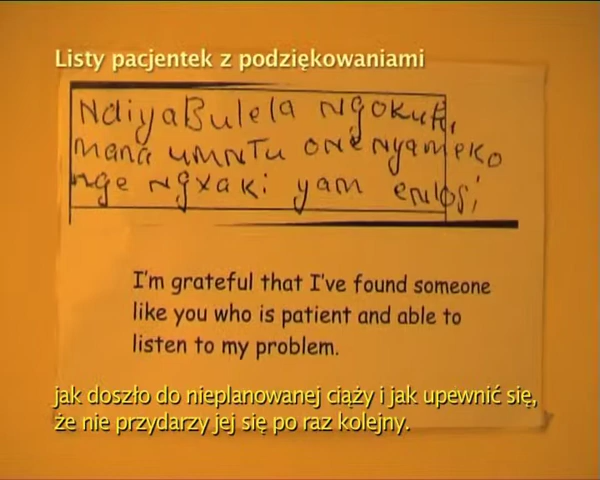 Listy pacjentek z podziękowaniami
NdiyaBulela
mana umntu onenyameko
nge ngxaki yam
I'm grateful that I've found someone
like you who is patient and able to
listen to my problem.
jak doszło do nieplanowanej ciąży i jak upewnić się,
że nie przydarzy jej się po raz kolejny.